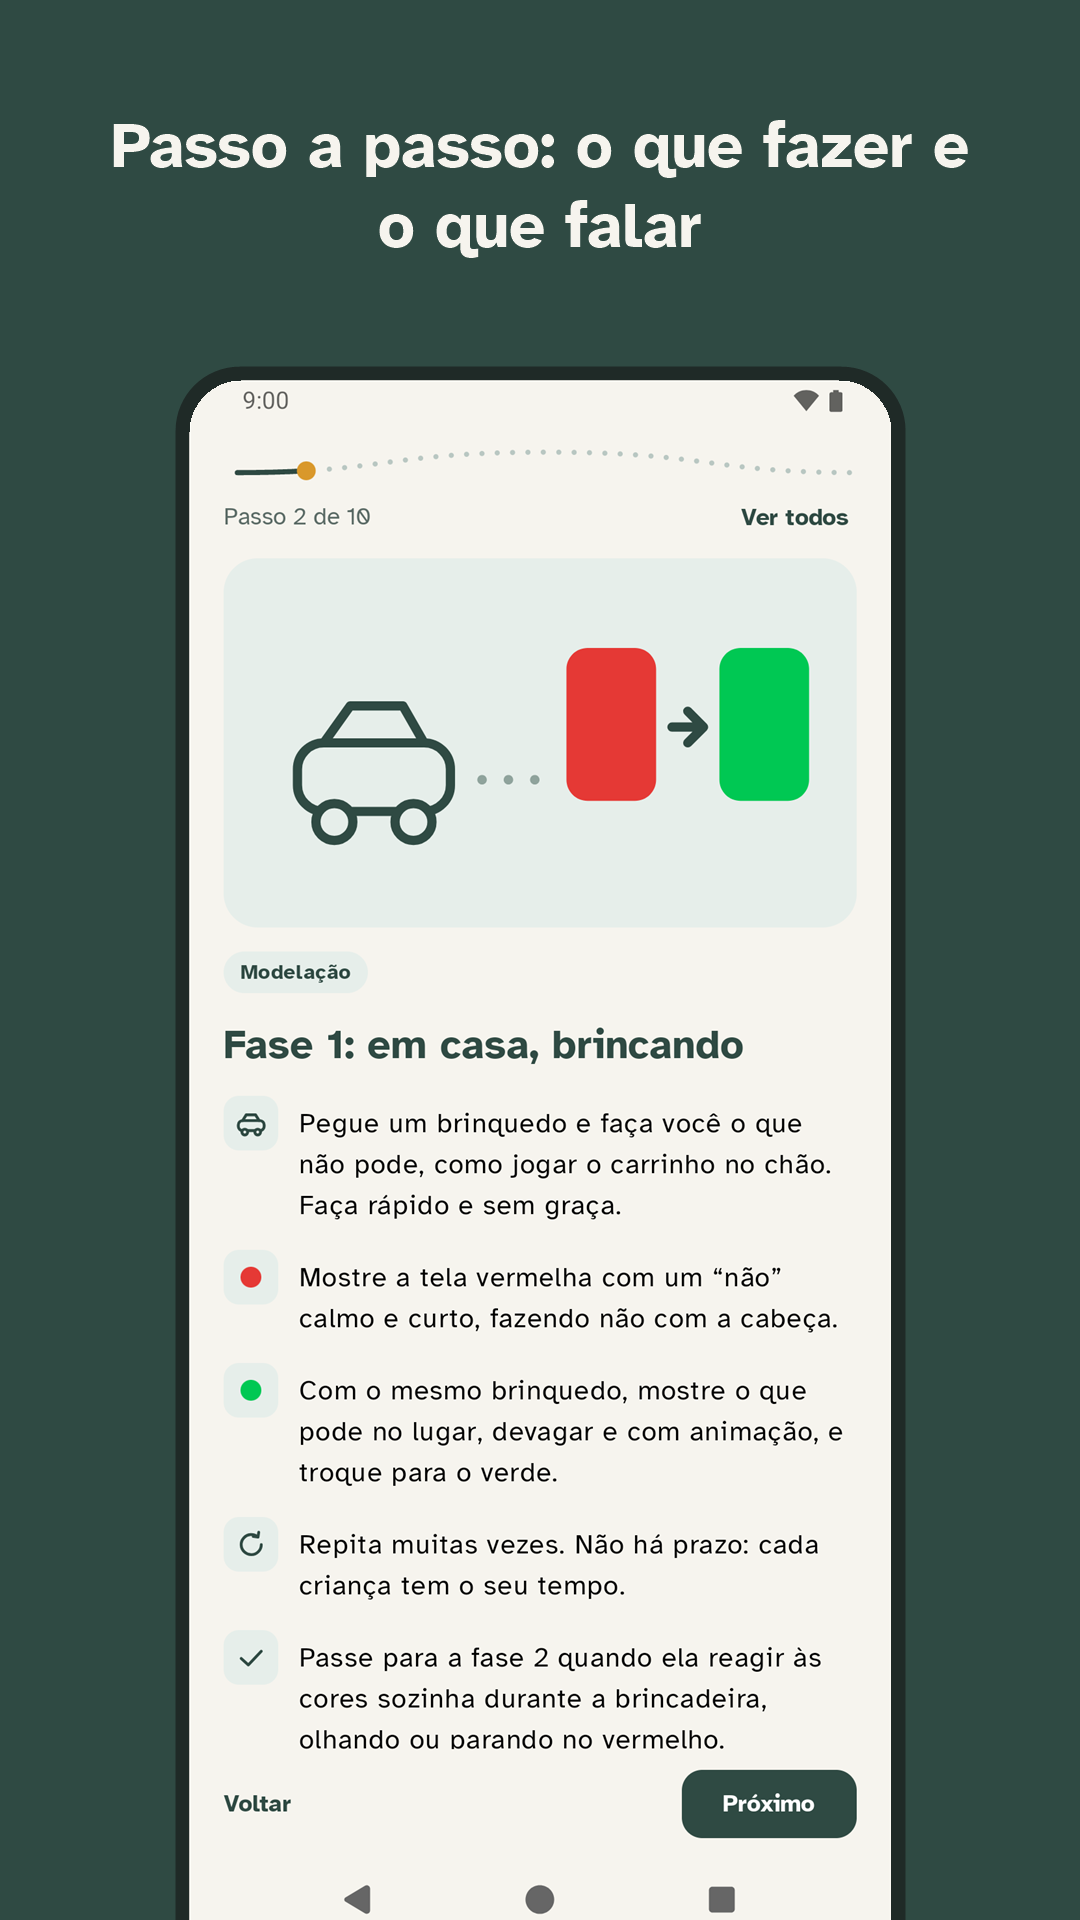 Passo a passo: o que fazer e
o que falar
9:00
Passo 2 de 10
Ver todos
Modelação
Fase 1: em casa, brincando
Pegue um brinquedo e faça você o que
não pode, como jogar o carrinho no chão.
Faça rápido e sem graça.
Mostre a tela vermelha com um “não”
calmo e curto, fazendo não com a cabeça.
Com o mesmo brinquedo, mostre o que
pode no lugar, devagar e com animação, e
troque para o verde.
Repita muitas vezes. Não há prazo: cada
criança tem o seu tempo.
Passe para a fase 2 quando ela reagir às
cores sozinha durante a brincadeira,
olhando ou parando no vermelho.
Voltar
Próximo